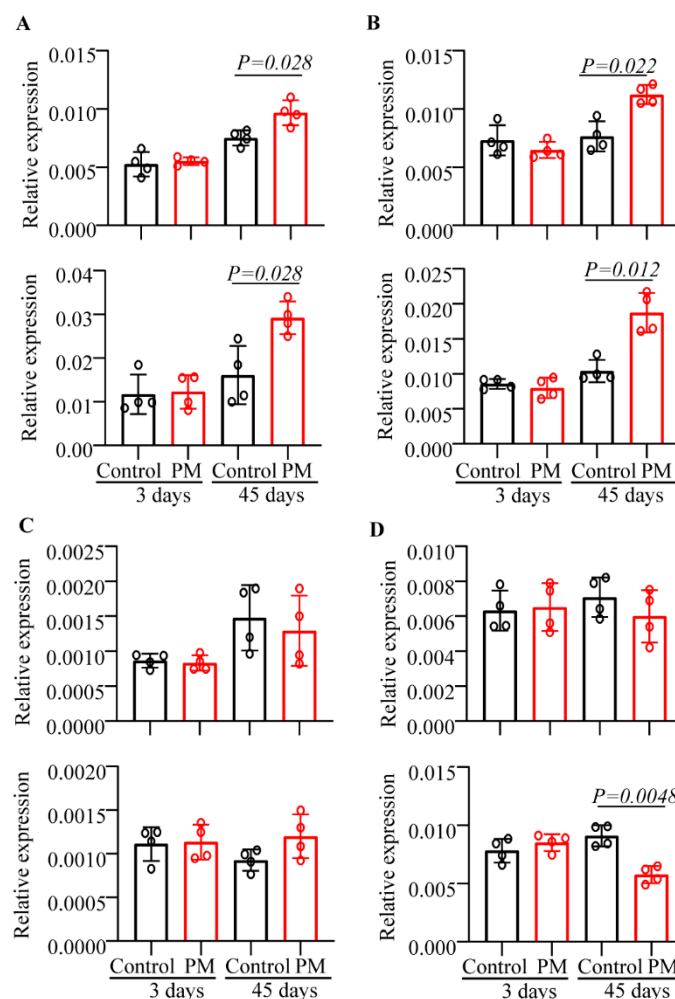 A
Relative expression
0.015
0.010
0.005
0.000
P=0.028
Relative expression
0.04
0.03
0.02
0.01
0.00
P=0.028
Control PM Control PM
3 days 45 days
B
Relative expression
0.015
0.010
0.005
0.000
P=0.022
Relative expression
0.025
0.020
0.015
0.010
0.005
0.000
P=0.012
Control PM Control PM
3 days 45 days
C
Relative expression
0.0025
0.0020
0.0015
0.0010
0.0005
0.0000
Relative expression
0.0020
0.0015
0.0010
0.0005
0.0000
Control PM Control PM
3 days 45 days
D
Relative expression
0.010
0.008
0.006
0.004
0.002
0.000
Relative expression
0.015
0.010
0.005
0.000
P=0.0048
Control PM Control PM
3 days 45 days